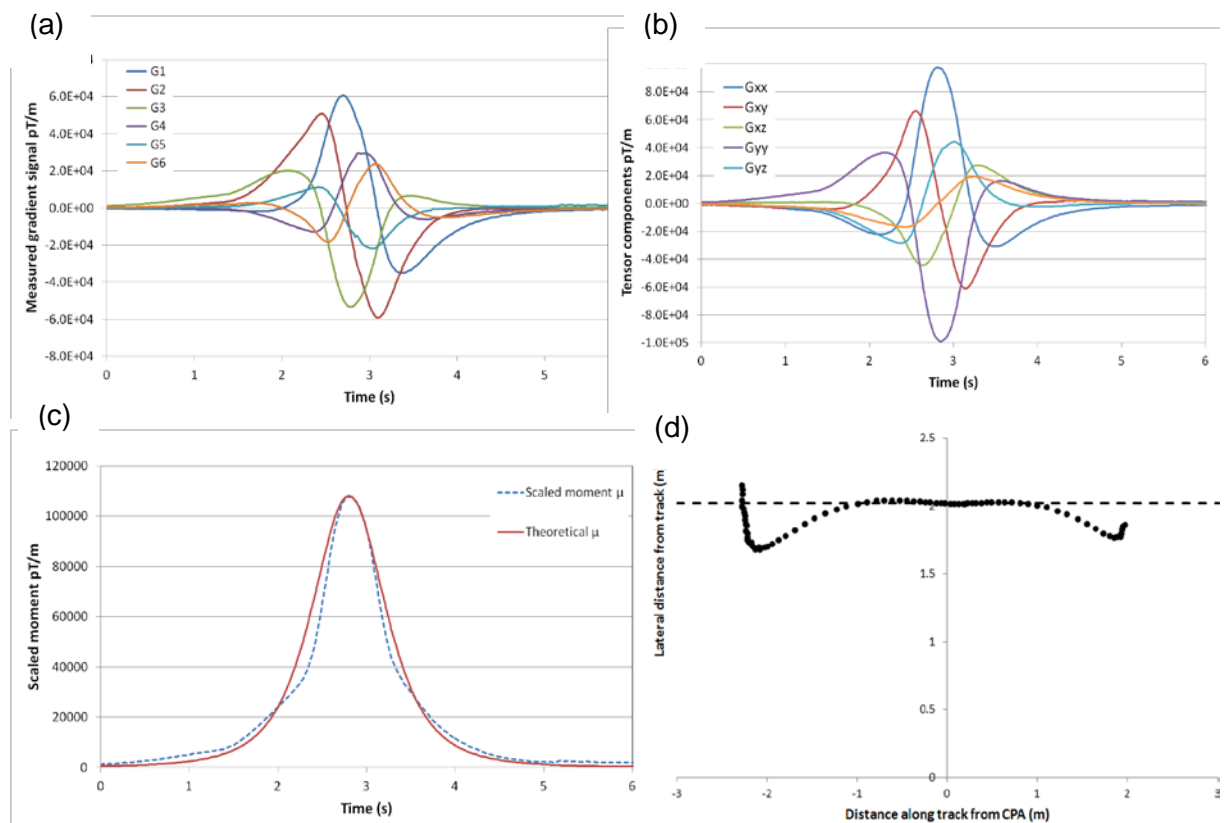 (a)
Measured gradient signal pT/m
6.0E+04
4.0E+04
2.0E+04
0.0E+00
-2.0E+04
-4.0E+04
-6.0E+04
-8.0E+04
G1
G2
G3
G4
G5
G6
0 1 2 3 4 5
Time (s)
(b)
Tensor components pT/m
8.0E+04
6.0E+04
4.0E+04
2.0E+04
0.0E+00
-2.0E+04
-4.0E+04
-6.0E+04
-8.0E+04
-1.0E+05
Gxx
Gxy
Gxz
Gyy
Gyz
0 1 2 3 4 5 6
Time (s)
(c)
Scaled moment pT/m
120000
100000
80000
60000
40000
20000
0
Scaled moment μ
Theoretical μ
0 1 2 3 4 5 6
Time (s)
(d)
Lateral distance from track (m
2.5
2
1.5
1
0.5
0
-3 -2 -1 0 1 2 3
Distance along track from CPA (m)